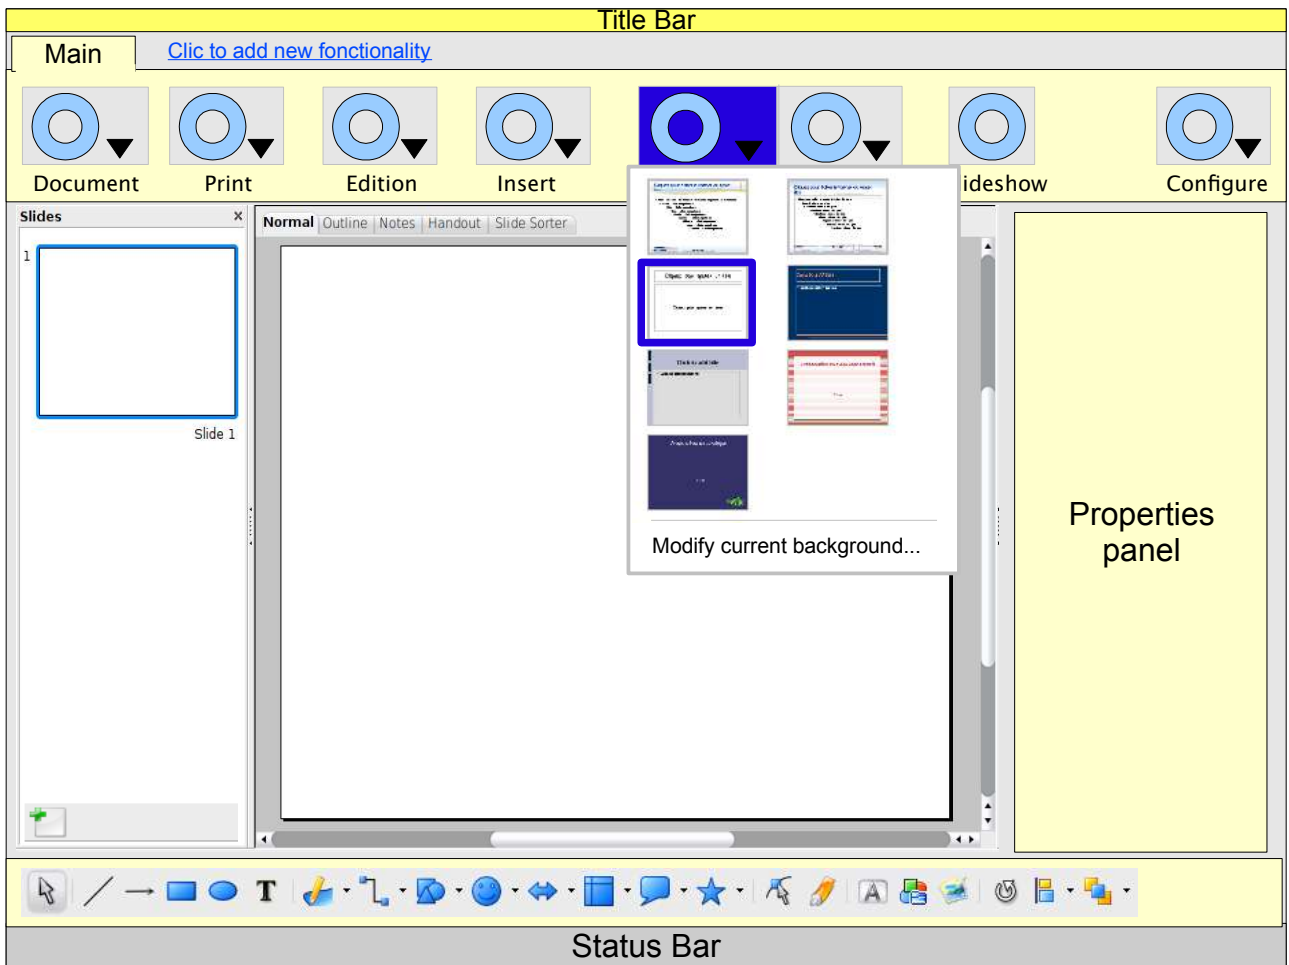 Title Bar
Main
Clic to add new fonctionality
Document Print Edition Insert ideshow Configure
Slides x
Normal Outline Notes Handout Slide Sorter
1
Slide 1
Modify current background...
Properties
panel
T
A
Status Bar